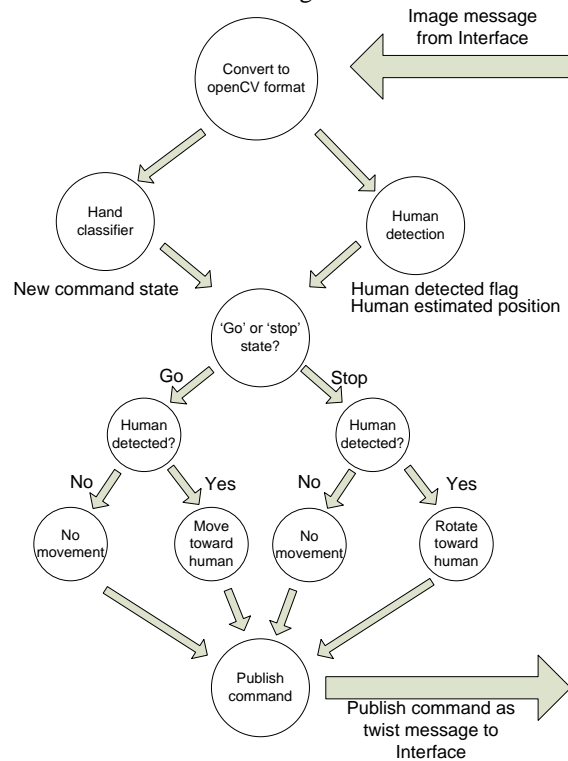 Image message
from Interface
Convert to
openCV format
Hand
classifier
Human
detection
New command state
Human detected flag
Human estimated position
'Go' or 'stop'
state?
Go
Stop
Human
detected?
Human
detected?
No
Yes
No
Yes
No
movement
Move
toward
human
No
movement
Rotate
toward
human
Publish
command
Publish command as
twist message to
Interface